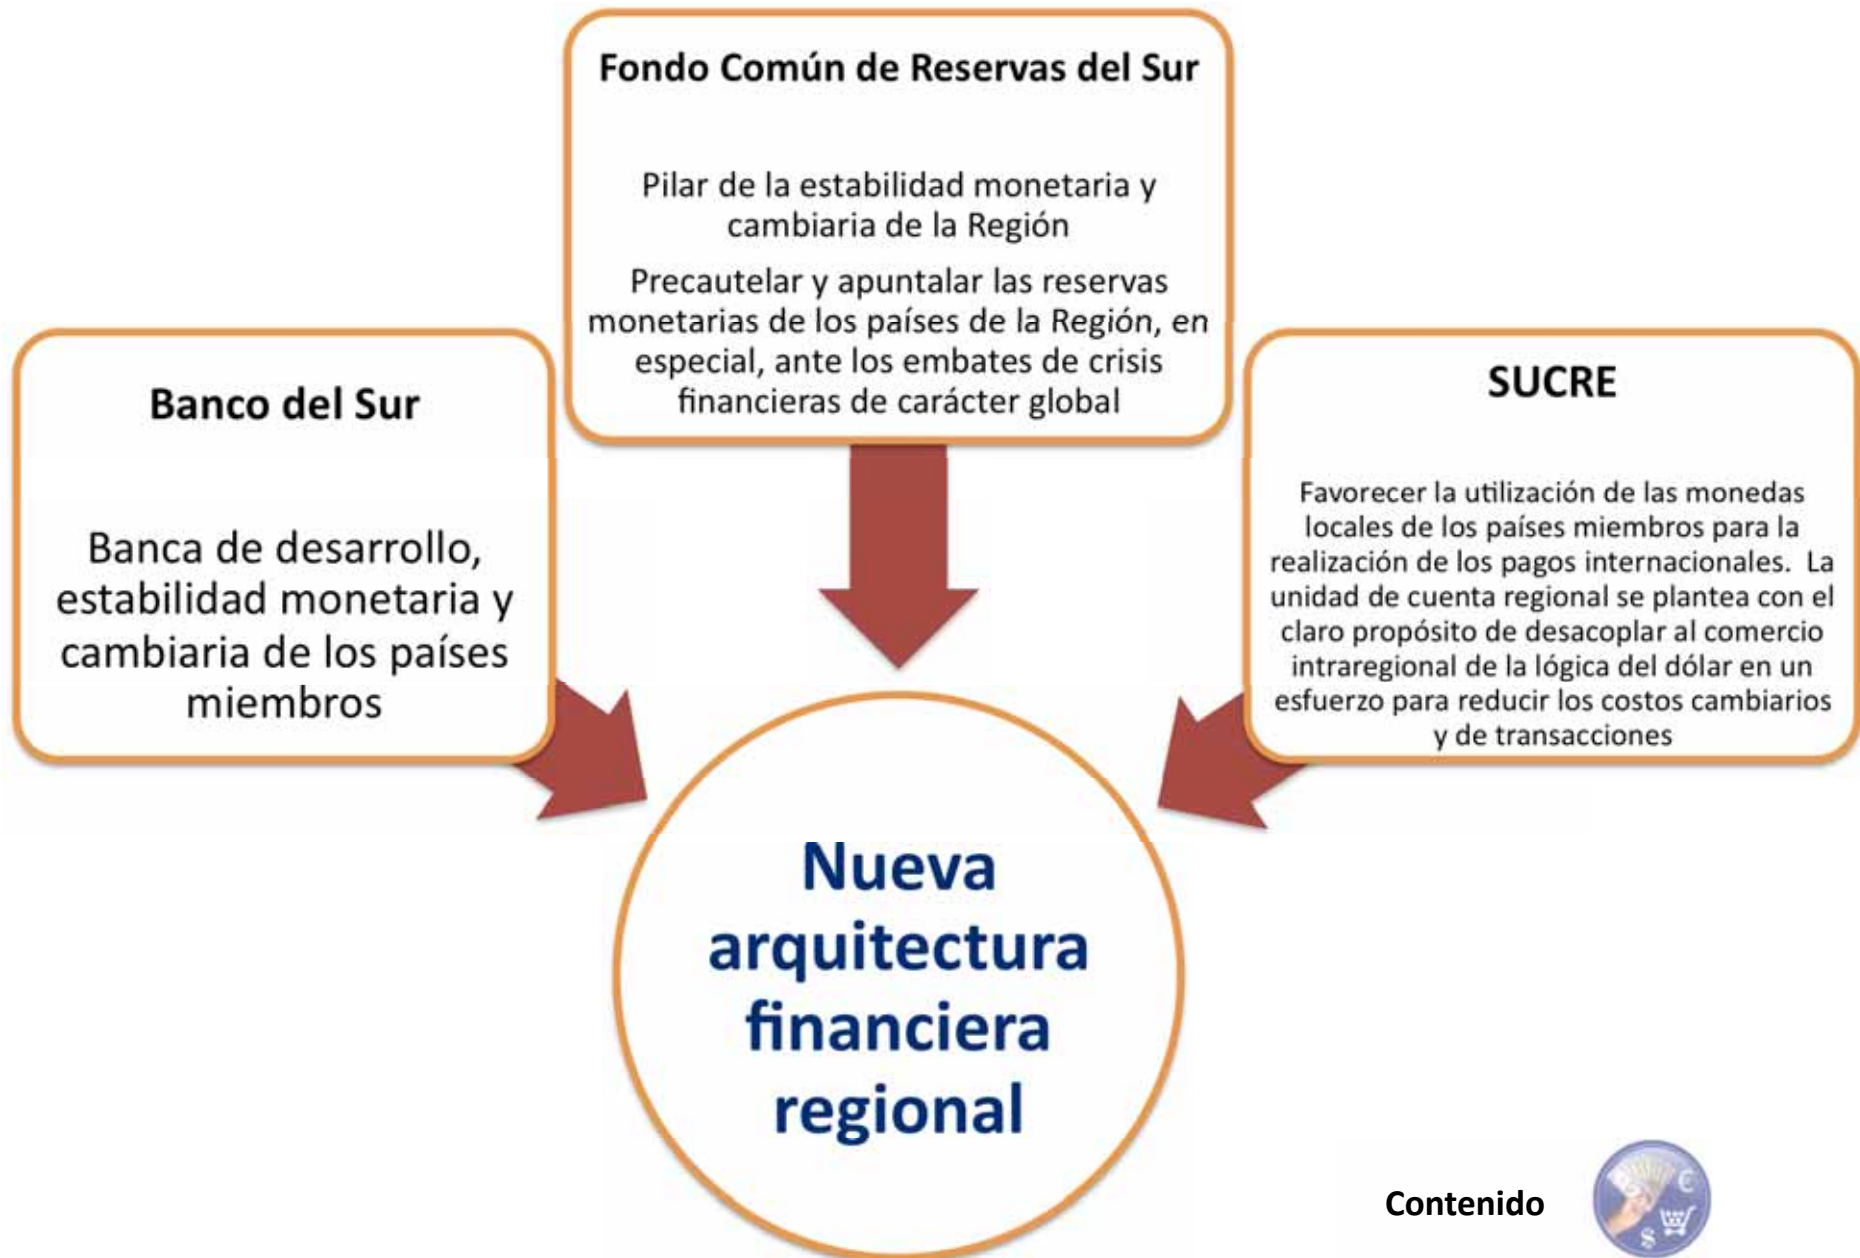 Fondo Común de Reservas del Sur
Pilar de la estabilidad monetaria y
cambiaria de la Región
Precautelar y apuntalar las reservas
monetarias de los países de la Región, en
especial, ante los embates de crisis
financieras de carácter global
Banco del Sur
Banca de desarrollo,
estabilidad monetaria y
cambiaria de los países
miembros
SUCRE
Favorecer la utilización de las monedas
locales de los países miembros para la
realización de los pagos internacionales. La
unidad de cuenta regional se plantea con el
claro propósito de desacoplar al comercio
intraregional de la lógica del dólar en un
esfuerzo para reducir los costos cambiarios
y de transacciones
Nueva
arquitectura
financiera
regional
Contenido
€
$